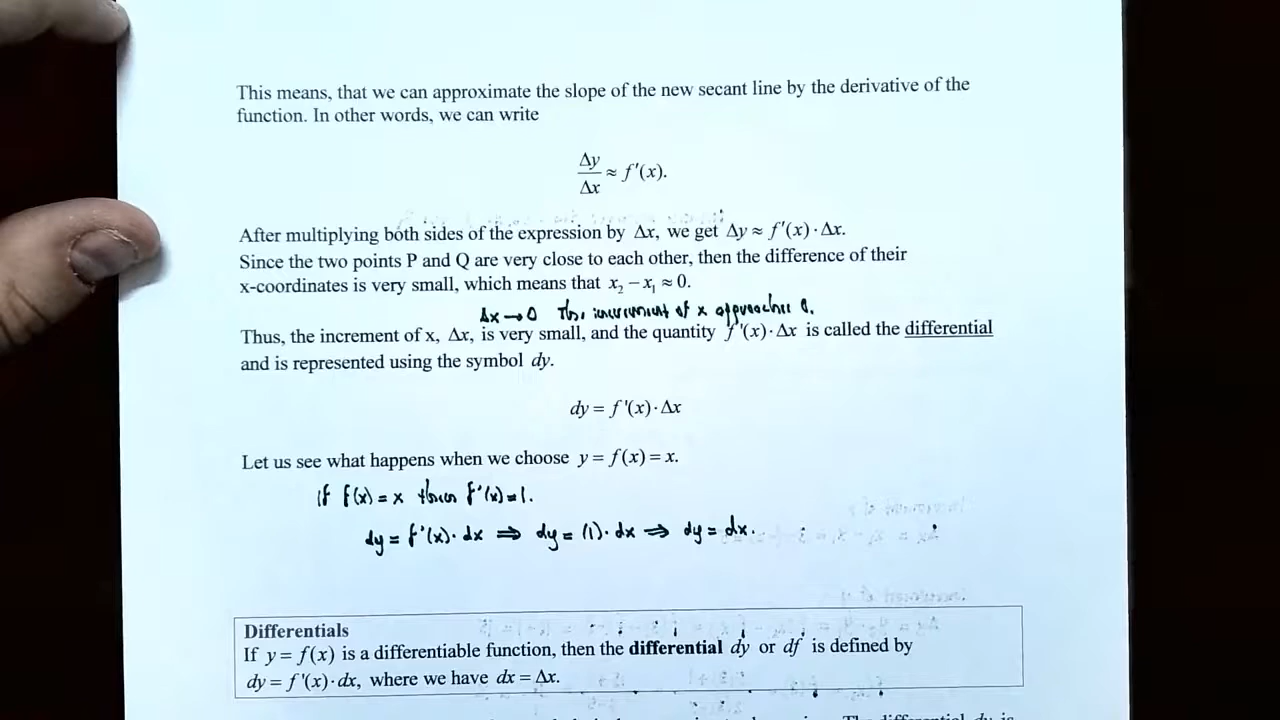 This means, that we can approximate the slope of the new secant line by the derivative of the
function. In other words, we can write
Δy/Δx ≈ f'(x).
After multiplying both sides of the expression by Δx, we get Δy ≈ f'(x)·Δx.
Since the two points P and Q are very close to each other, then the difference of their
x-coordinates is very small, which means that x₂ − x₁ ≈ 0.
Δx → 0 The increment of x approaches 0.
Thus, the increment of x, Δx, is very small, and the quantity f'(x)·Δx is called the differential
and is represented using the symbol dy.
dy = f'(x)·Δx
Let us see what happens when we choose y = f(x) = x.
If f(x) = x then f'(x) = 1.
dy = f'(x)·dx ⇒ dy = (1)·dx ⇒ dy = dx.
Differentials
If y = f(x) is a differentiable function, then the differential dy or df is defined by
dy = f'(x)·dx, where we have dx = Δx.